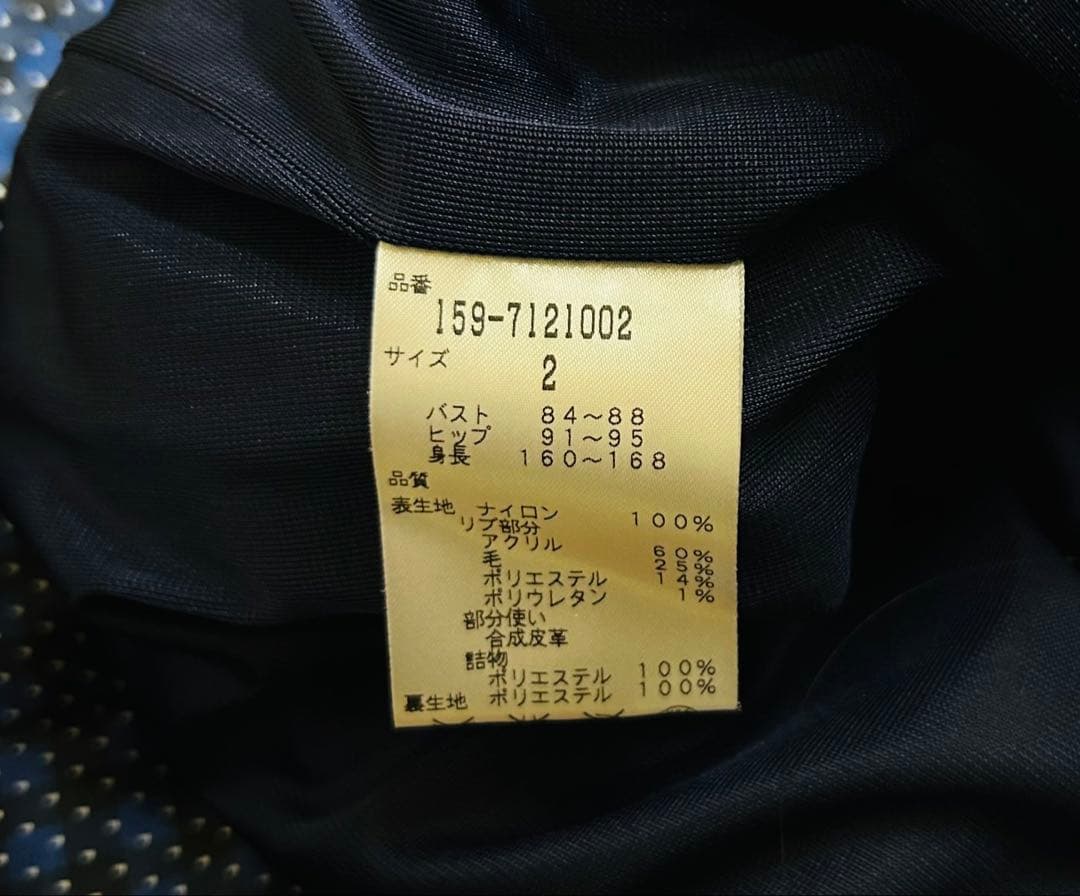 品番
159-7121002
サイズ 2
バスト 84～88
ヒップ 91～95
身長 160～168
品質
表生地 ナイロン 100%
リブ部分
アクリル 60%
毛 25%
ポリエステル 14%
ポリウレタン 1%
部分使い
合成皮革
詰物
ポリエステル 100%
裏生地 ポリエステル 100%